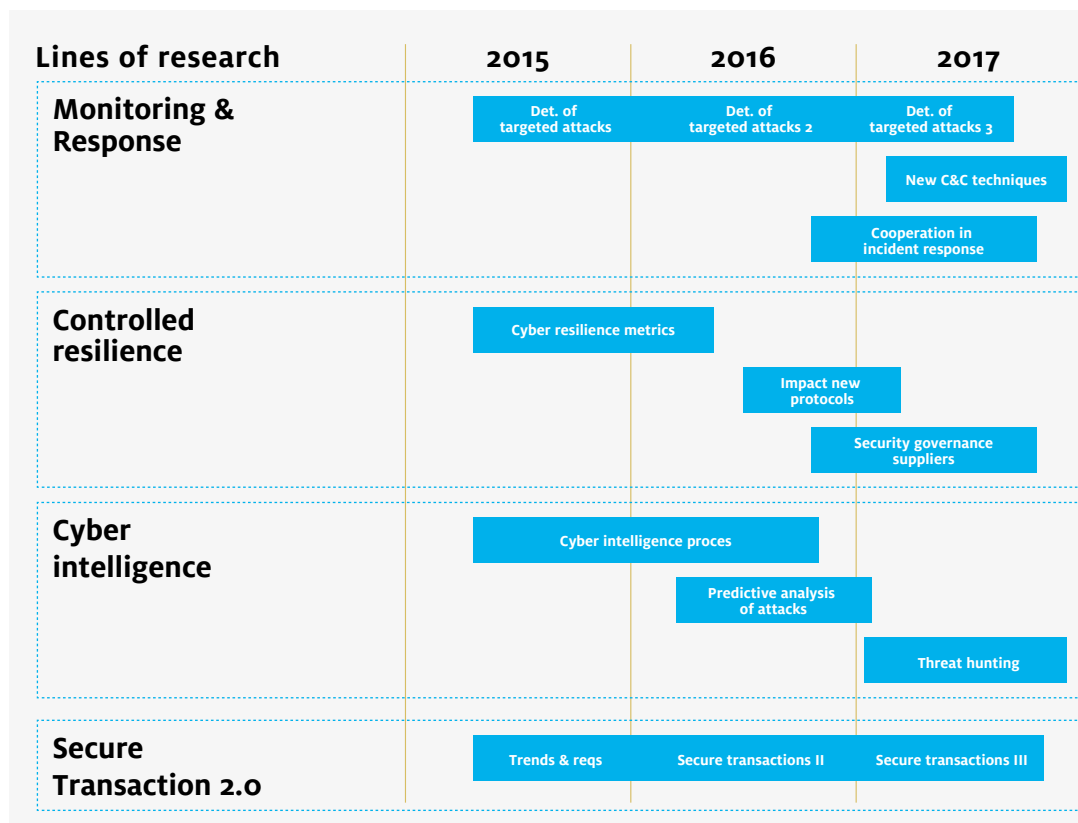 Lines of research
2015
2016
2017
Monitoring &
Response
Det. of
targeted attacks
Det. of
targeted attacks 2
Det. of
targeted attacks 3
New C&C techniques
Cooperation in
incident response
Controlled
resilience
Cyber resilience metrics
Impact new
protocols
Security governance
suppliers
Cyber
intelligence
Cyber intelligence proces
Predictive analysis
of attacks
Threat hunting
Secure
Transaction 2.0
Trends & reqs
Secure transactions II
Secure transactions III